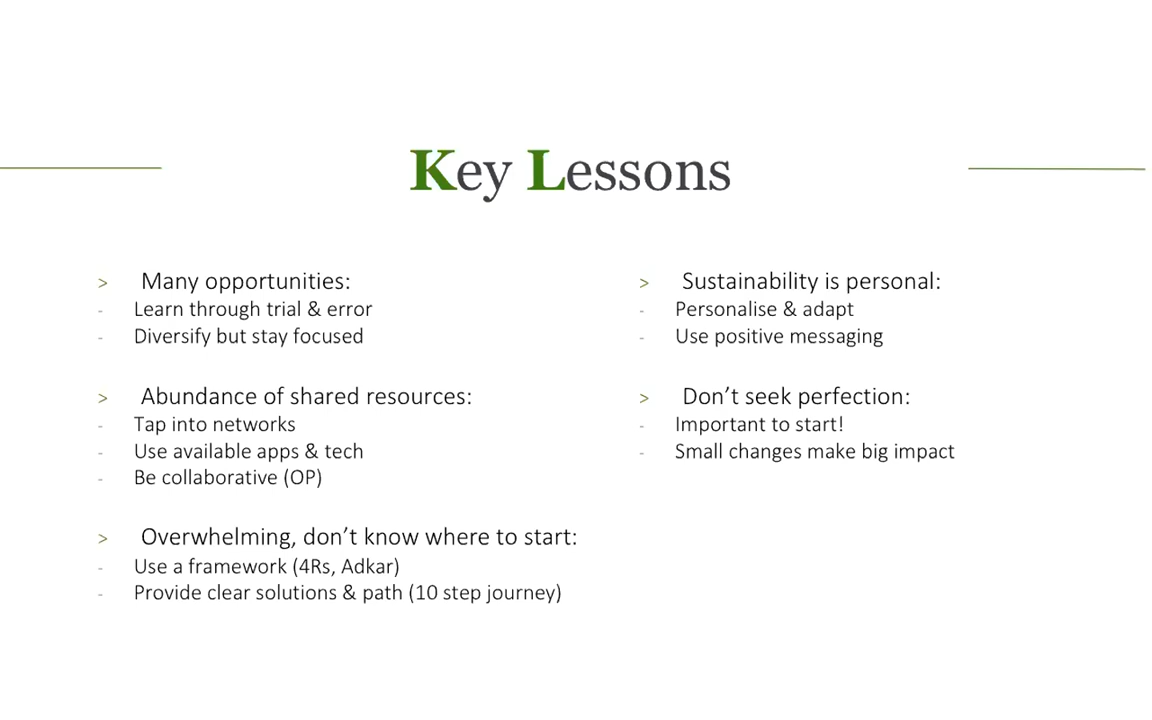 Key Lessons
> Many opportunities:
- Learn through trial & error
- Diversify but stay focused
> Abundance of shared resources:
- Tap into networks
- Use available apps & tech
- Be collaborative (OP)
> Overwhelming, don’t know where to start:
- Use a framework (4Rs, Adkar)
- Provide clear solutions & path (10 step journey)
> Sustainability is personal:
- Personalise & adapt
- Use positive messaging
> Don’t seek perfection:
- Important to start!
- Small changes make big impact